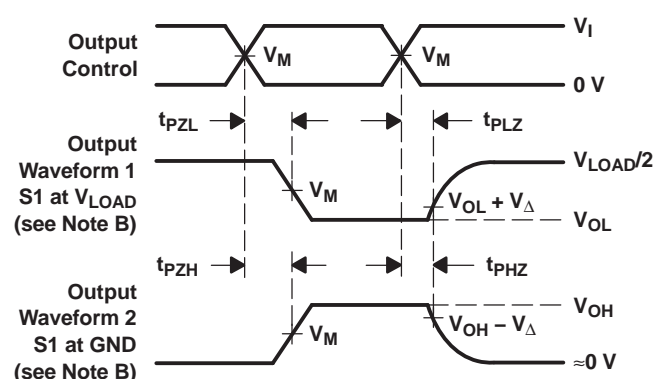 Output
Control
V_I
V_M
V_M
0 V
t_PZL
t_PLZ
Output
Waveform 1
S1 at V_LOAD
(see Note B)
V_LOAD/2
V_M
V_OL + V_Δ
V_OL
t_PZH
t_PHZ
Output
Waveform 2
S1 at GND
(see Note B)
V_OH
V_M
V_OH − V_Δ
≈0 V